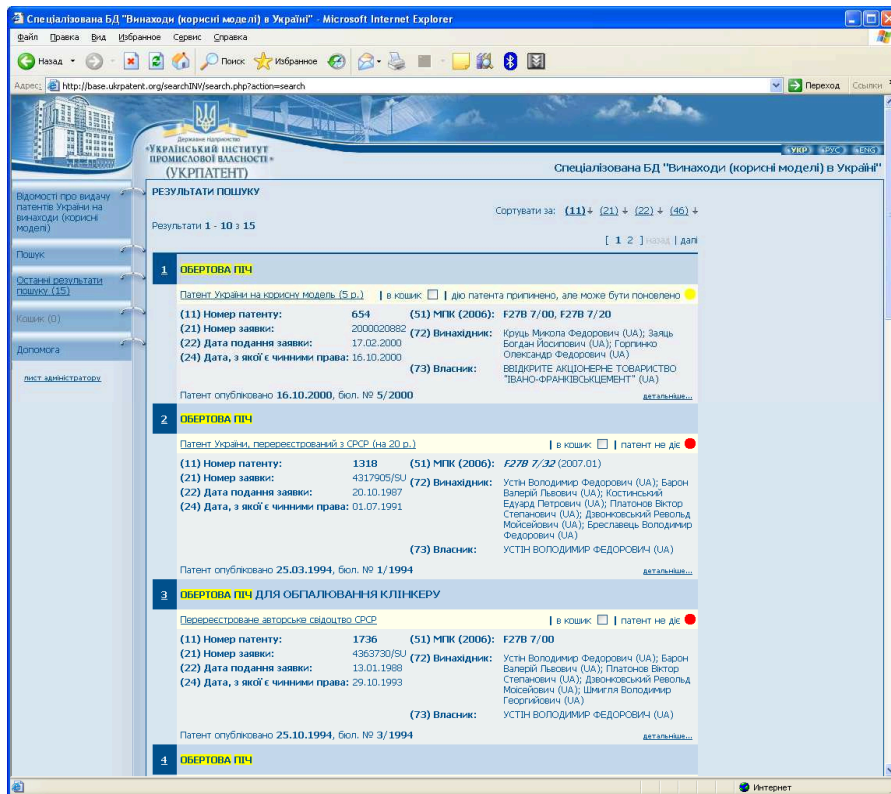 Спеціалізована БД "Винаходи (корисні моделі) в Україні" - Microsoft Internet Explorer
Файл Правка Вид Избранное Сервис Справка
Назад Поиск Избранное
Адрес: http://base.ukrpatent.org/searchINV/search.php?action=search Переход Ссылки
Державне підприємство
«УКРАЇНСЬКИЙ ІНСТИТУТ
ПРОМИСЛОВОЇ ВЛАСНОСТІ»
(УКРПАТЕНТ)
УКР РУС ENG
Спеціалізована БД "Винаходи (корисні моделі) в Україні"
Відомості про видачу
патентів України на
винаходи (корисні
моделі)
Пошук
Останні результати
пошуку (15)
Кошик (0)
Допомога
лист адміністратору
РЕЗУЛЬТАТИ ПОШУКУ
Сортувати за: (11) (21) (22) (46)
Результати 1 - 10 з 15
[ 1 2 ] назад | далі
1 ОБЕРТОВА ПІЧ
Патент України на корисну модель (5 р.) | в кошик | дію патента припинено, але може бути поновлено
(11) Номер патенту: 654 (51) МПК (2006): F27B 7/00, F27B 7/20
(21) Номер заявки: 2000020882 (72) Винахідник: Круць Микола Федорович (UA); Заяць
Богдан Йосипович (UA); Горпинко
Олександр Федорович (UA)
(22) Дата подання заявки: 17.02.2000
(24) Дата, з якої є чинними права: 16.10.2000
(73) Власник: ВВІДКРИТЕ АКЦІОНЕРНЕ ТОВАРИСТВО
"ІВАНО-ФРАНКІВСЬКЦЕМЕНТ" (UA)
Патент опубліковано 16.10.2000, бюл. № 5/2000 детальніше...
2 ОБЕРТОВА ПІЧ
Патент України, перереєстрований з СРСР (на 20 р.) | в кошик | патент не діє
(11) Номер патенту: 1318 (51) МПК (2006): F27B 7/32 (2007.01)
(21) Номер заявки: 4317905/SU (72) Винахідник: Устін Володимир Федорович (UA); Барон
Валерій Львович (UA); Костинський
Едуард Петрович (UA); Платонов Віктор
Степанович (UA); Дзвонковський Револьд
Мойсейович (UA); Бреславець Володимир
Федорович (UA)
(22) Дата подання заявки: 20.10.1987
(24) Дата, з якої є чинними права: 01.07.1991
(73) Власник: УСТІН ВОЛОДИМИР ФЕДОРОВИЧ (UA)
Патент опубліковано 25.03.1994, бюл. № 1/1994 детальніше...
3 ОБЕРТОВА ПІЧ ДЛЯ ОБПАЛЮВАННЯ КЛІНКЕРУ
Перереєстроване авторське свідоцтво СРСР | в кошик | патент не діє
(11) Номер патенту: 1736 (51) МПК (2006): F27B 7/00
(21) Номер заявки: 4363730/SU (72) Винахідник: Устін Володимир Федорович (UA); Барон
Валерій Львович (UA); Платонов Віктор
Степанович (UA); Дзвонковський Револьд
Моісейович (UA); Шмигля Володимир
Георгійович (UA)
(22) Дата подання заявки: 13.01.1988
(24) Дата, з якої є чинними права: 29.10.1993
(73) Власник: УСТІН ВОЛОДИМИР ФЕДОРОВИЧ (UA)
Патент опубліковано 25.10.1994, бюл. № 3/1994 детальніше...
4 ОБЕРТОВА ПІЧ
Интернет